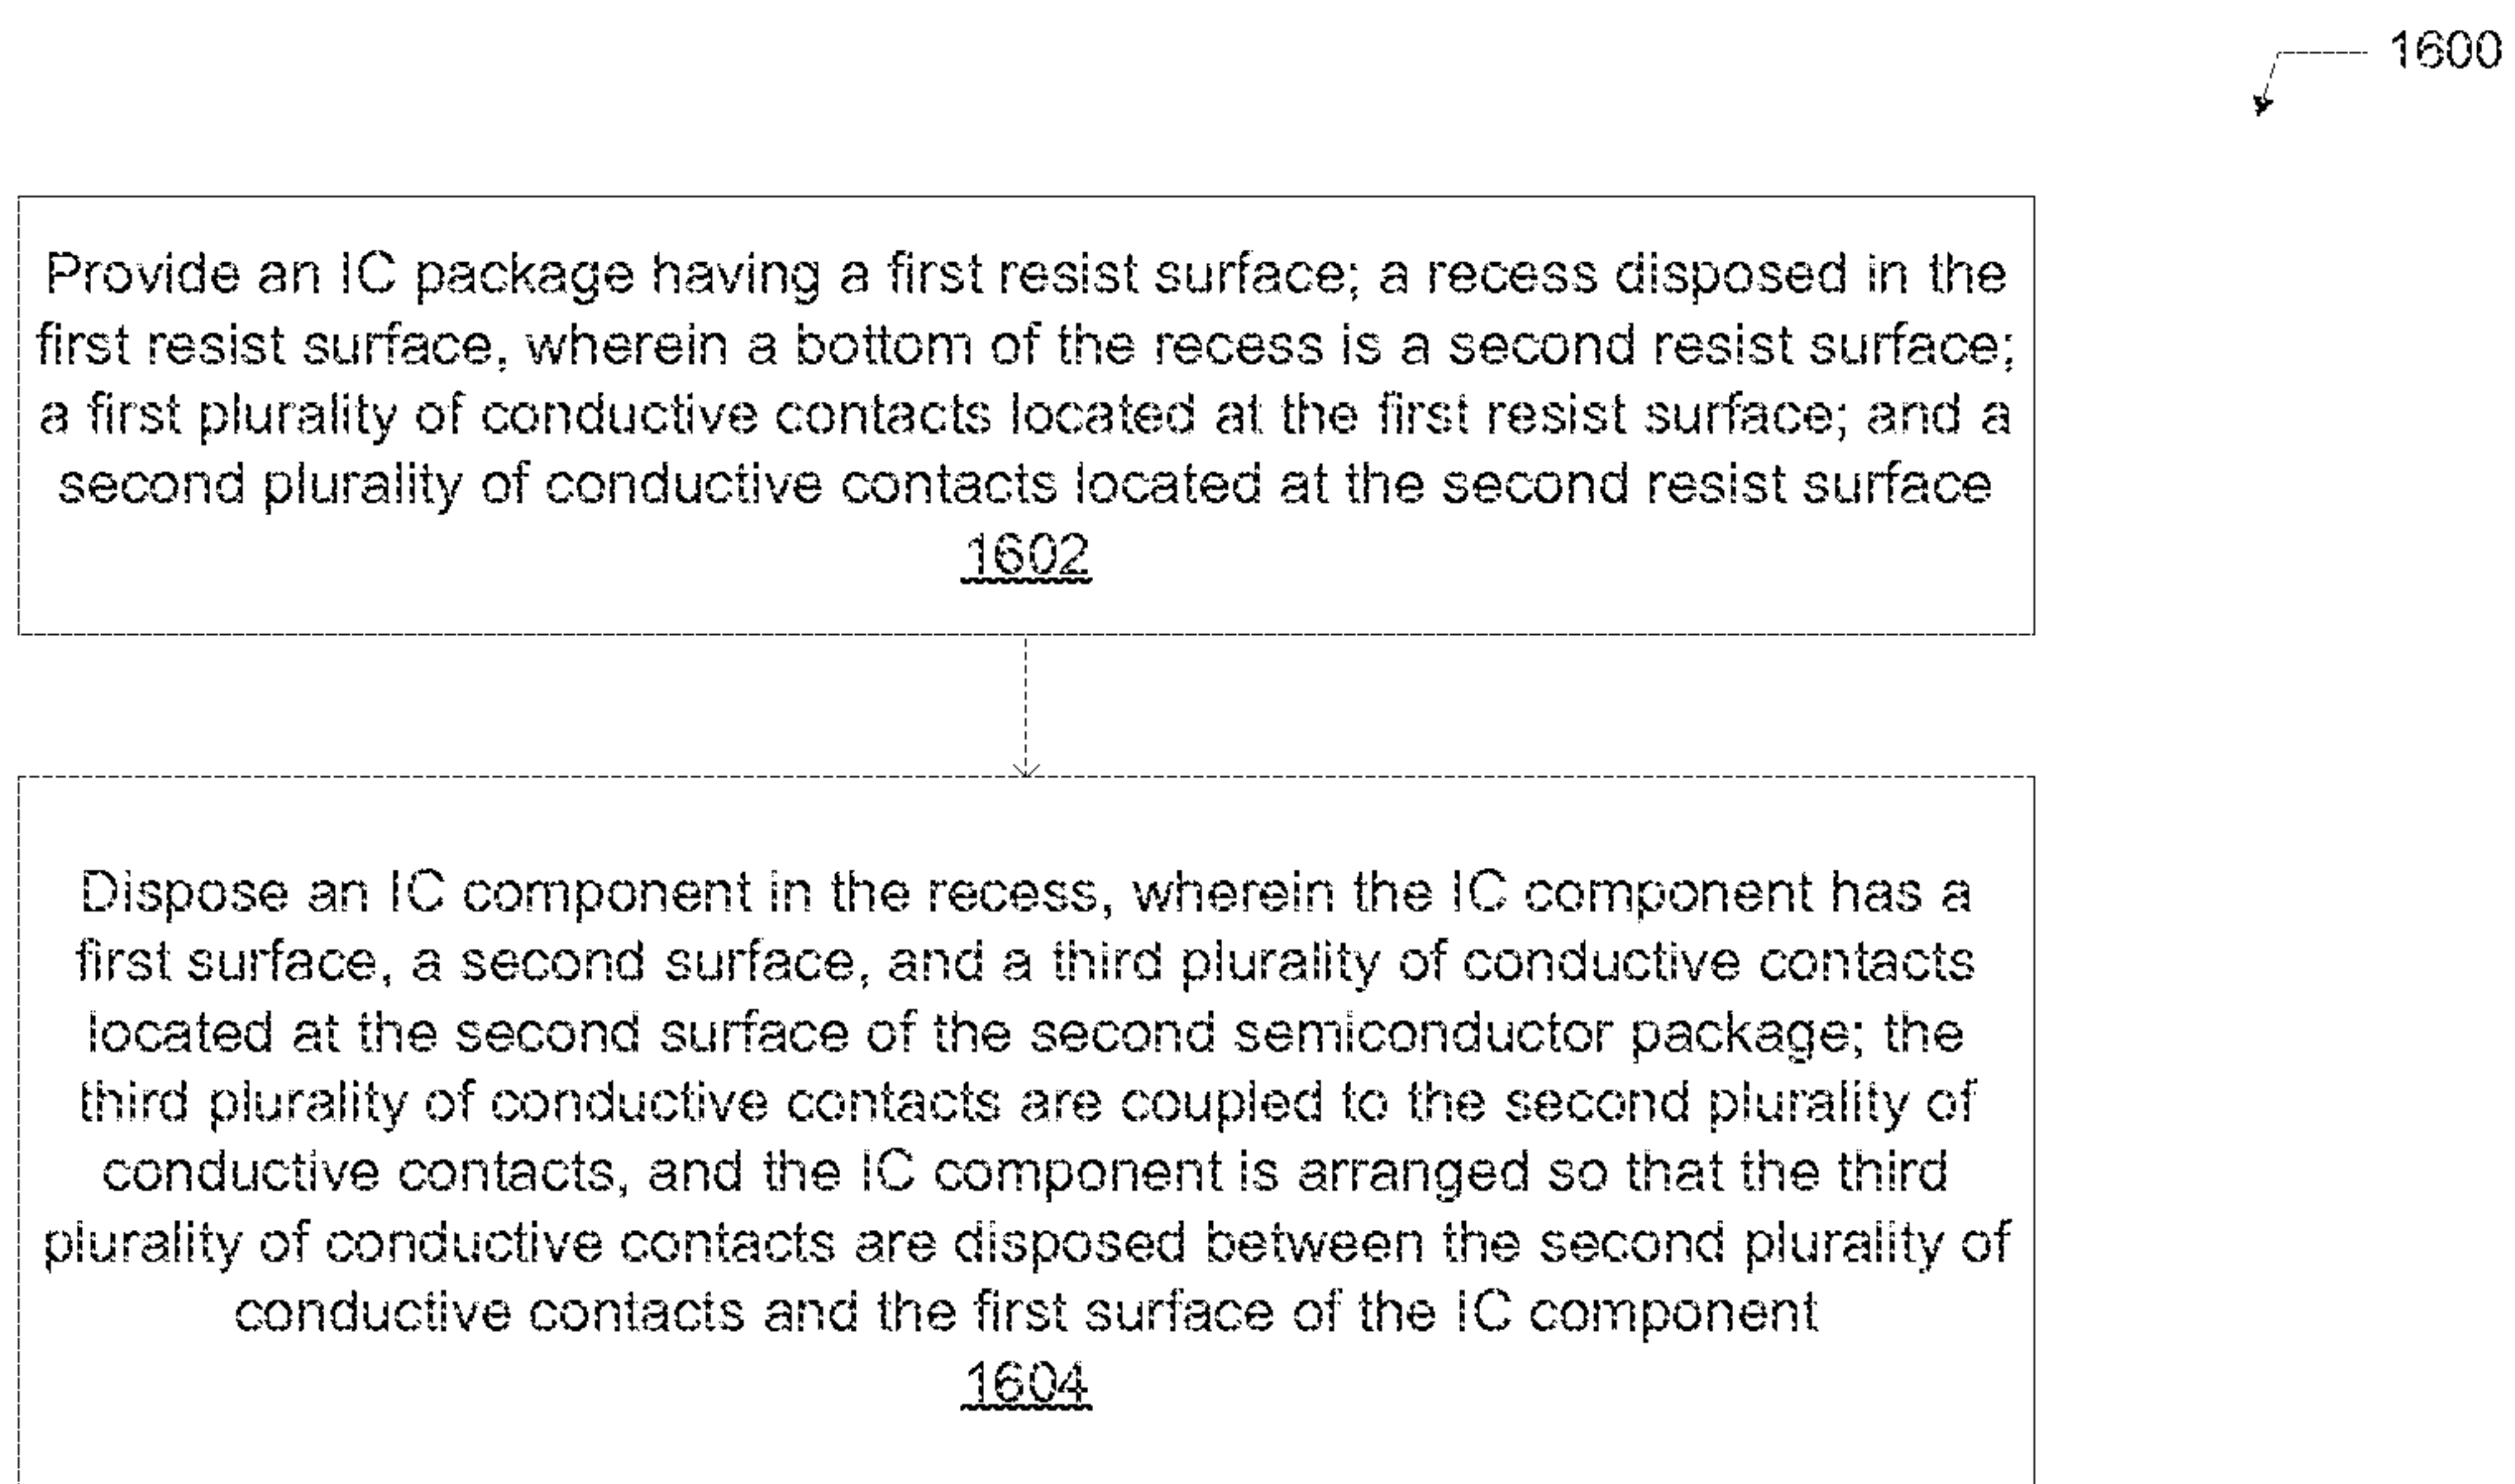 1600
Provide an IC package having a first resist surface; a recess disposed in the
first resist surface, wherein a bottom of the recess is a second resist surface;
a first plurality of conductive contacts located at the first resist surface; and a
second plurality of conductive contacts located at the second resist surface
1602
Dispose an IC component in the recess, wherein the IC component has a
first surface, a second surface, and a third plurality of conductive contacts
located at the second surface of the second semiconductor package; the
third plurality of conductive contacts are coupled to the second plurality of
conductive contacts, and the IC component is arranged so that the third
plurality of conductive contacts are disposed between the second plurality of
conductive contacts and the first surface of the IC component
1604